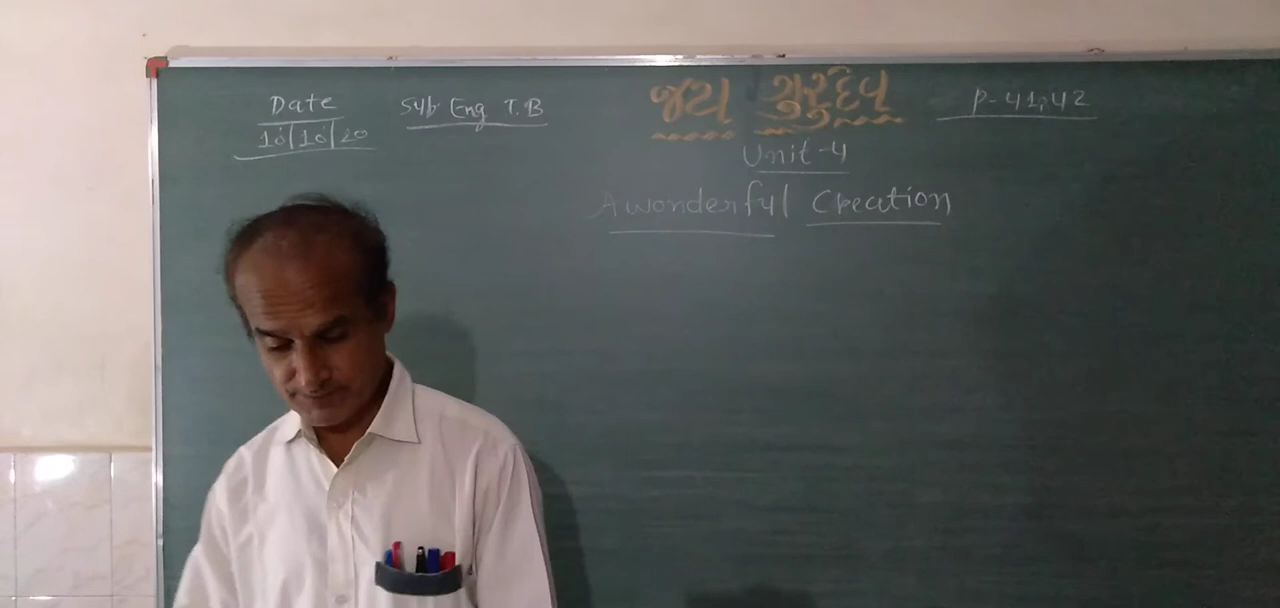 Date
10/10/20
Sub Eng T.B
જય ગુરુદેવ
P-41,42
Unit-4
A wonderful Creation